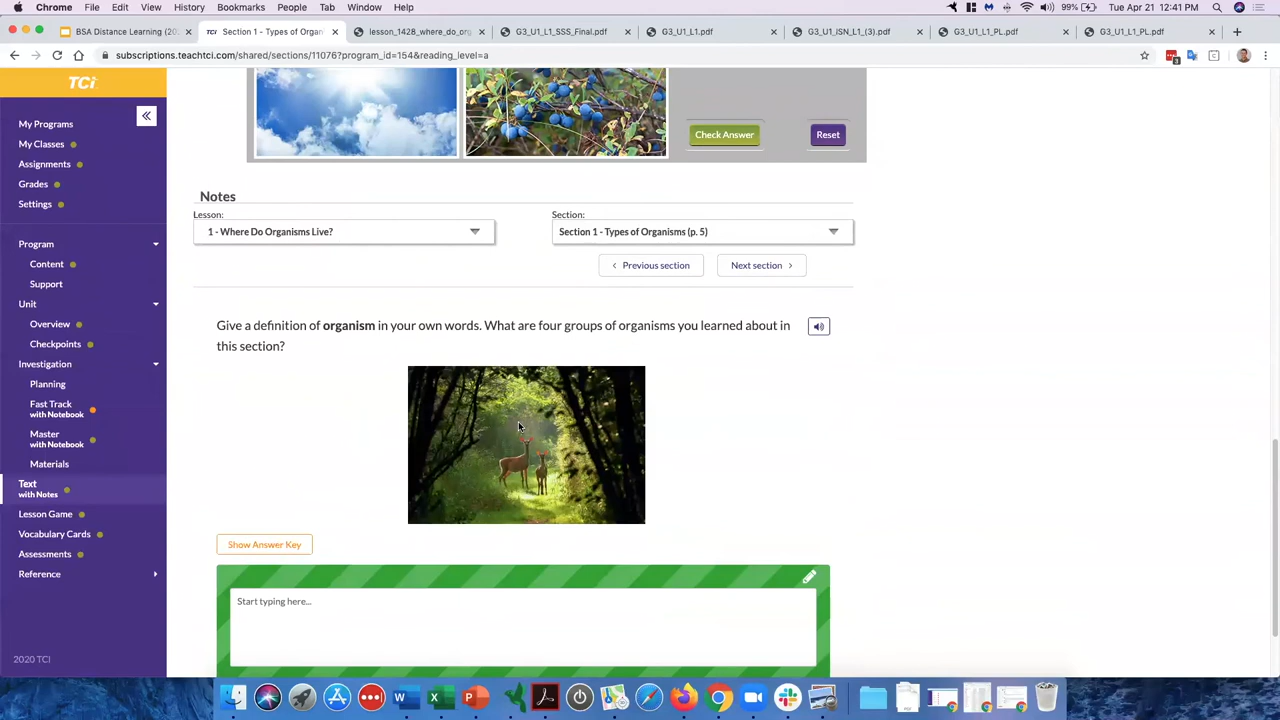 Chrome File Edit View History Bookmarks People Tab Window Help 99% Tue Apr 21 12:41 PM
BSA Distance Learning (20: × TCi Section 1 - Types of Organ × lesson_1428_where_do_org × G3_U1_L1_SSS_Final.pdf × G3_U1_L1.pdf × G3_U1_ISN_L1 (3).pdf × G3_U1_L1_PL.pdf × G3_U1_L1_PL.pdf × +
subscriptions.teachtci.com/shared/sections/11076?program_id=154&reading_level=a
TCi
My Programs
My Classes
Assignments
Grades
Settings
Program
Content
Support
Unit
Overview
Checkpoints
Investigation
Planning
Fast Track
with Notebook
Master
with Notebook
Materials
Text
with Notes
Lesson Game
Vocabulary Cards
Assessments
Reference
2020 TCI
Check Answer Reset
Notes
Lesson: Section:
1 - Where Do Organisms Live? Section 1 - Types of Organisms (p. 5)
Previous section Next section
Give a definition of organism in your own words. What are four groups of organisms you learned about in
this section?
Show Answer Key
Start typing here...